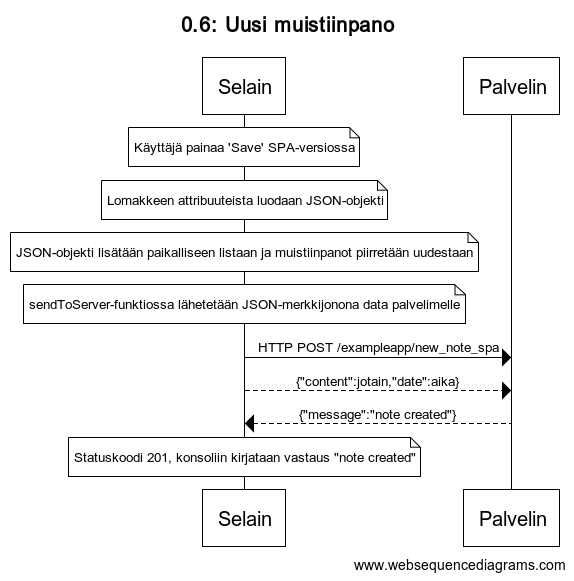 0.6: Uusi muistiinpano
Selain
Palvelin
Käyttäjä painaa 'Save' SPA-versiossa
Lomakkeen attribuuteista luodaan JSON-objekti
JSON-objekti lisätään paikalliseen listaan ja muistiinpanot piirretään uudestaan
sendToServer-funktiossa lähetetään JSON-merkkijonona data palvelimelle
HTTP POST /exampleapp/new_note_spa
{"content":jotain,"date":aika}
{"message":"note created"}
Statuskoodi 201, konsoliin kirjataan vastaus "note created"
Selain
Palvelin
www.websequencediagrams.com